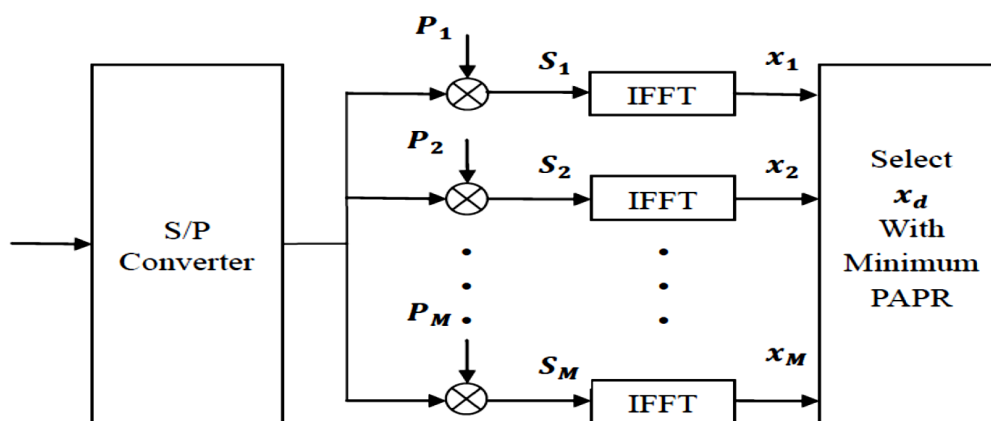 P1
S1
x1
IFFT
P2
S2
x2
IFFT
S/P
Converter
Select
xd
With
Minimum
PAPR
PM
SM
xM
IFFT